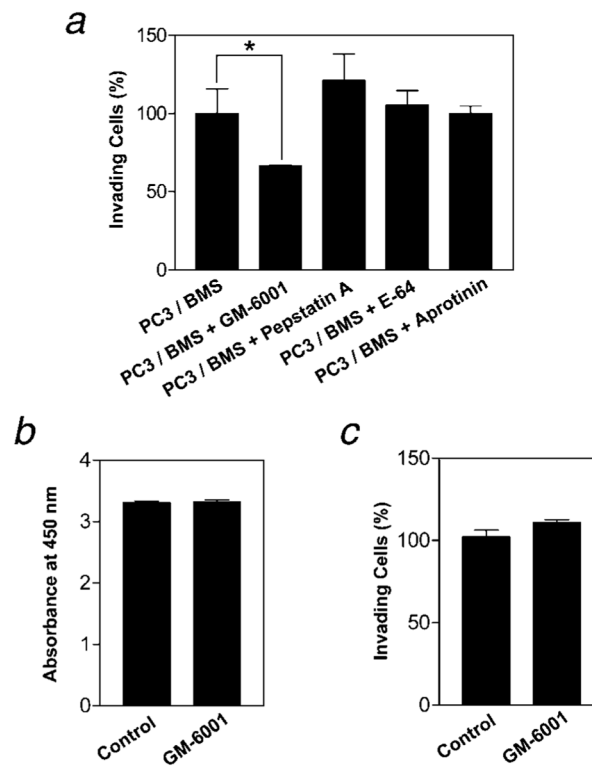 a
150
100
50
0
Invading Cells (%)
*
PC3 / BMS
PC3 / BMS + GM-6001
PC3 / BMS + Pepstatin A
PC3 / BMS + E-64
PC3 / BMS + Aprotinin
b
4
3
2
1
0
Absorbance at 450 nm
Control
GM-6001
c
150
100
50
0
Invading Cells (%)
Control
GM-6001